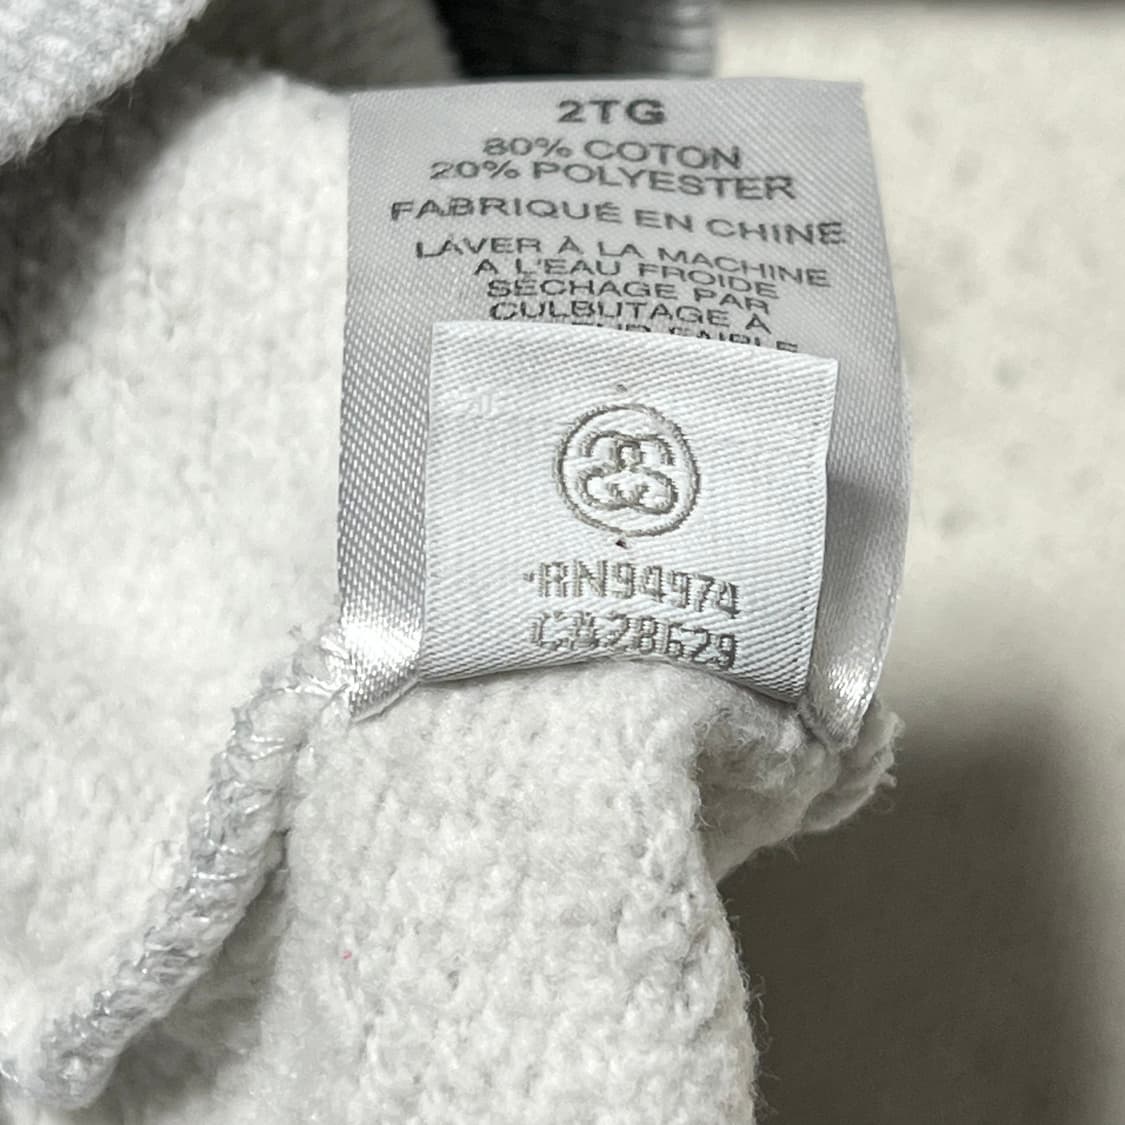 2TG
80% COTON
20% POLYESTER
FABRIQUÉ EN CHINE
LAVER À LA MACHINE
A L'EAU FROIDE
SÉCHAGE PAR
CULBUTAGE À
RN94974
CA28629